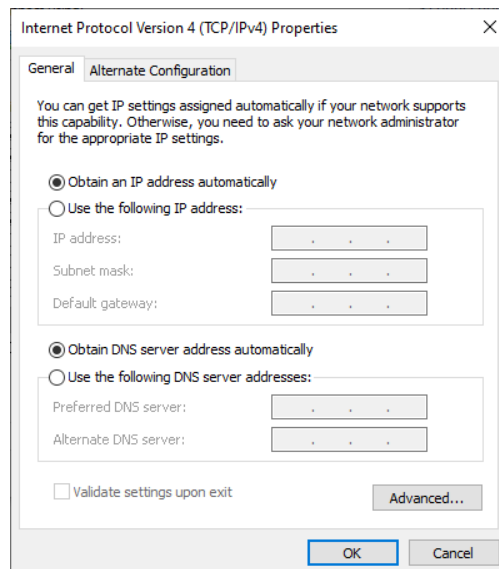 Internet Protocol Version 4 (TCP/IPv4) Properties
General
Alternate Configuration
You can get IP settings assigned automatically if your network supports
this capability. Otherwise, you need to ask your network administrator
for the appropriate IP settings.
Obtain an IP address automatically
Use the following IP address:
IP address:
Subnet mask:
Default gateway:
Obtain DNS server address automatically
Use the following DNS server addresses:
Preferred DNS server:
Alternate DNS server:
Validate settings upon exit
Advanced...
OK
Cancel